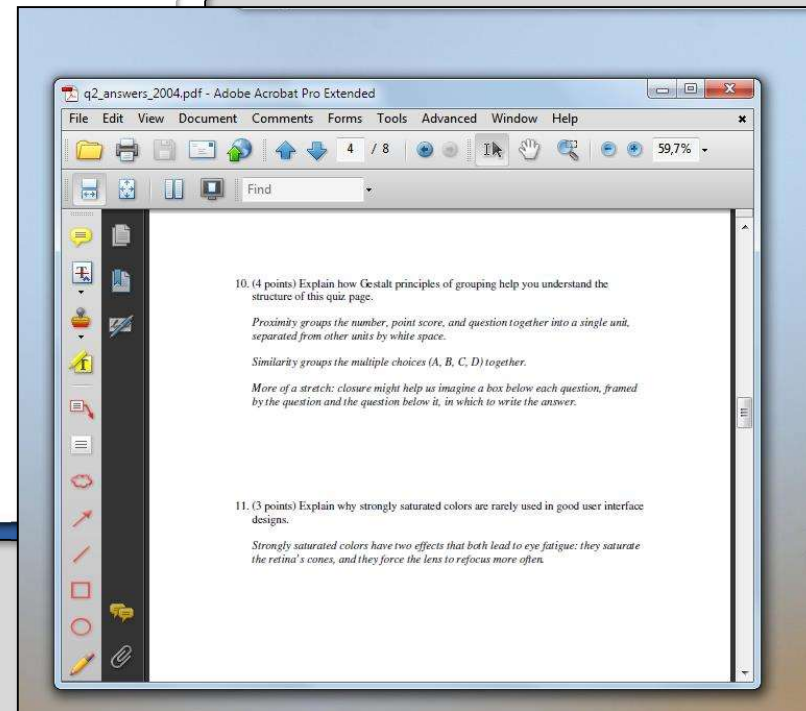 q2_answers_2004.pdf - Adobe Acrobat Pro Extended
File Edit View Document Comments Forms Tools Advanced Window Help
4 / 8 59,7%
Find
10. (4 points) Explain how Gestalt principles of grouping help you understand the
structure of this quiz page.
Proximity groups the number, point score, and question together into a single unit,
separated from other units by white space.
Similarity groups the multiple choices (A, B, C, D) together.
More of a stretch: closure might help us imagine a box below each question, framed
by the question and the question below it, in which to write the answer.
11. (3 points) Explain why strongly saturated colors are rarely used in good user interface
designs.
Strongly saturated colors have two effects that both lead to eye fatigue: they saturate
the retina's cones, and they force the lens to refocus more often.